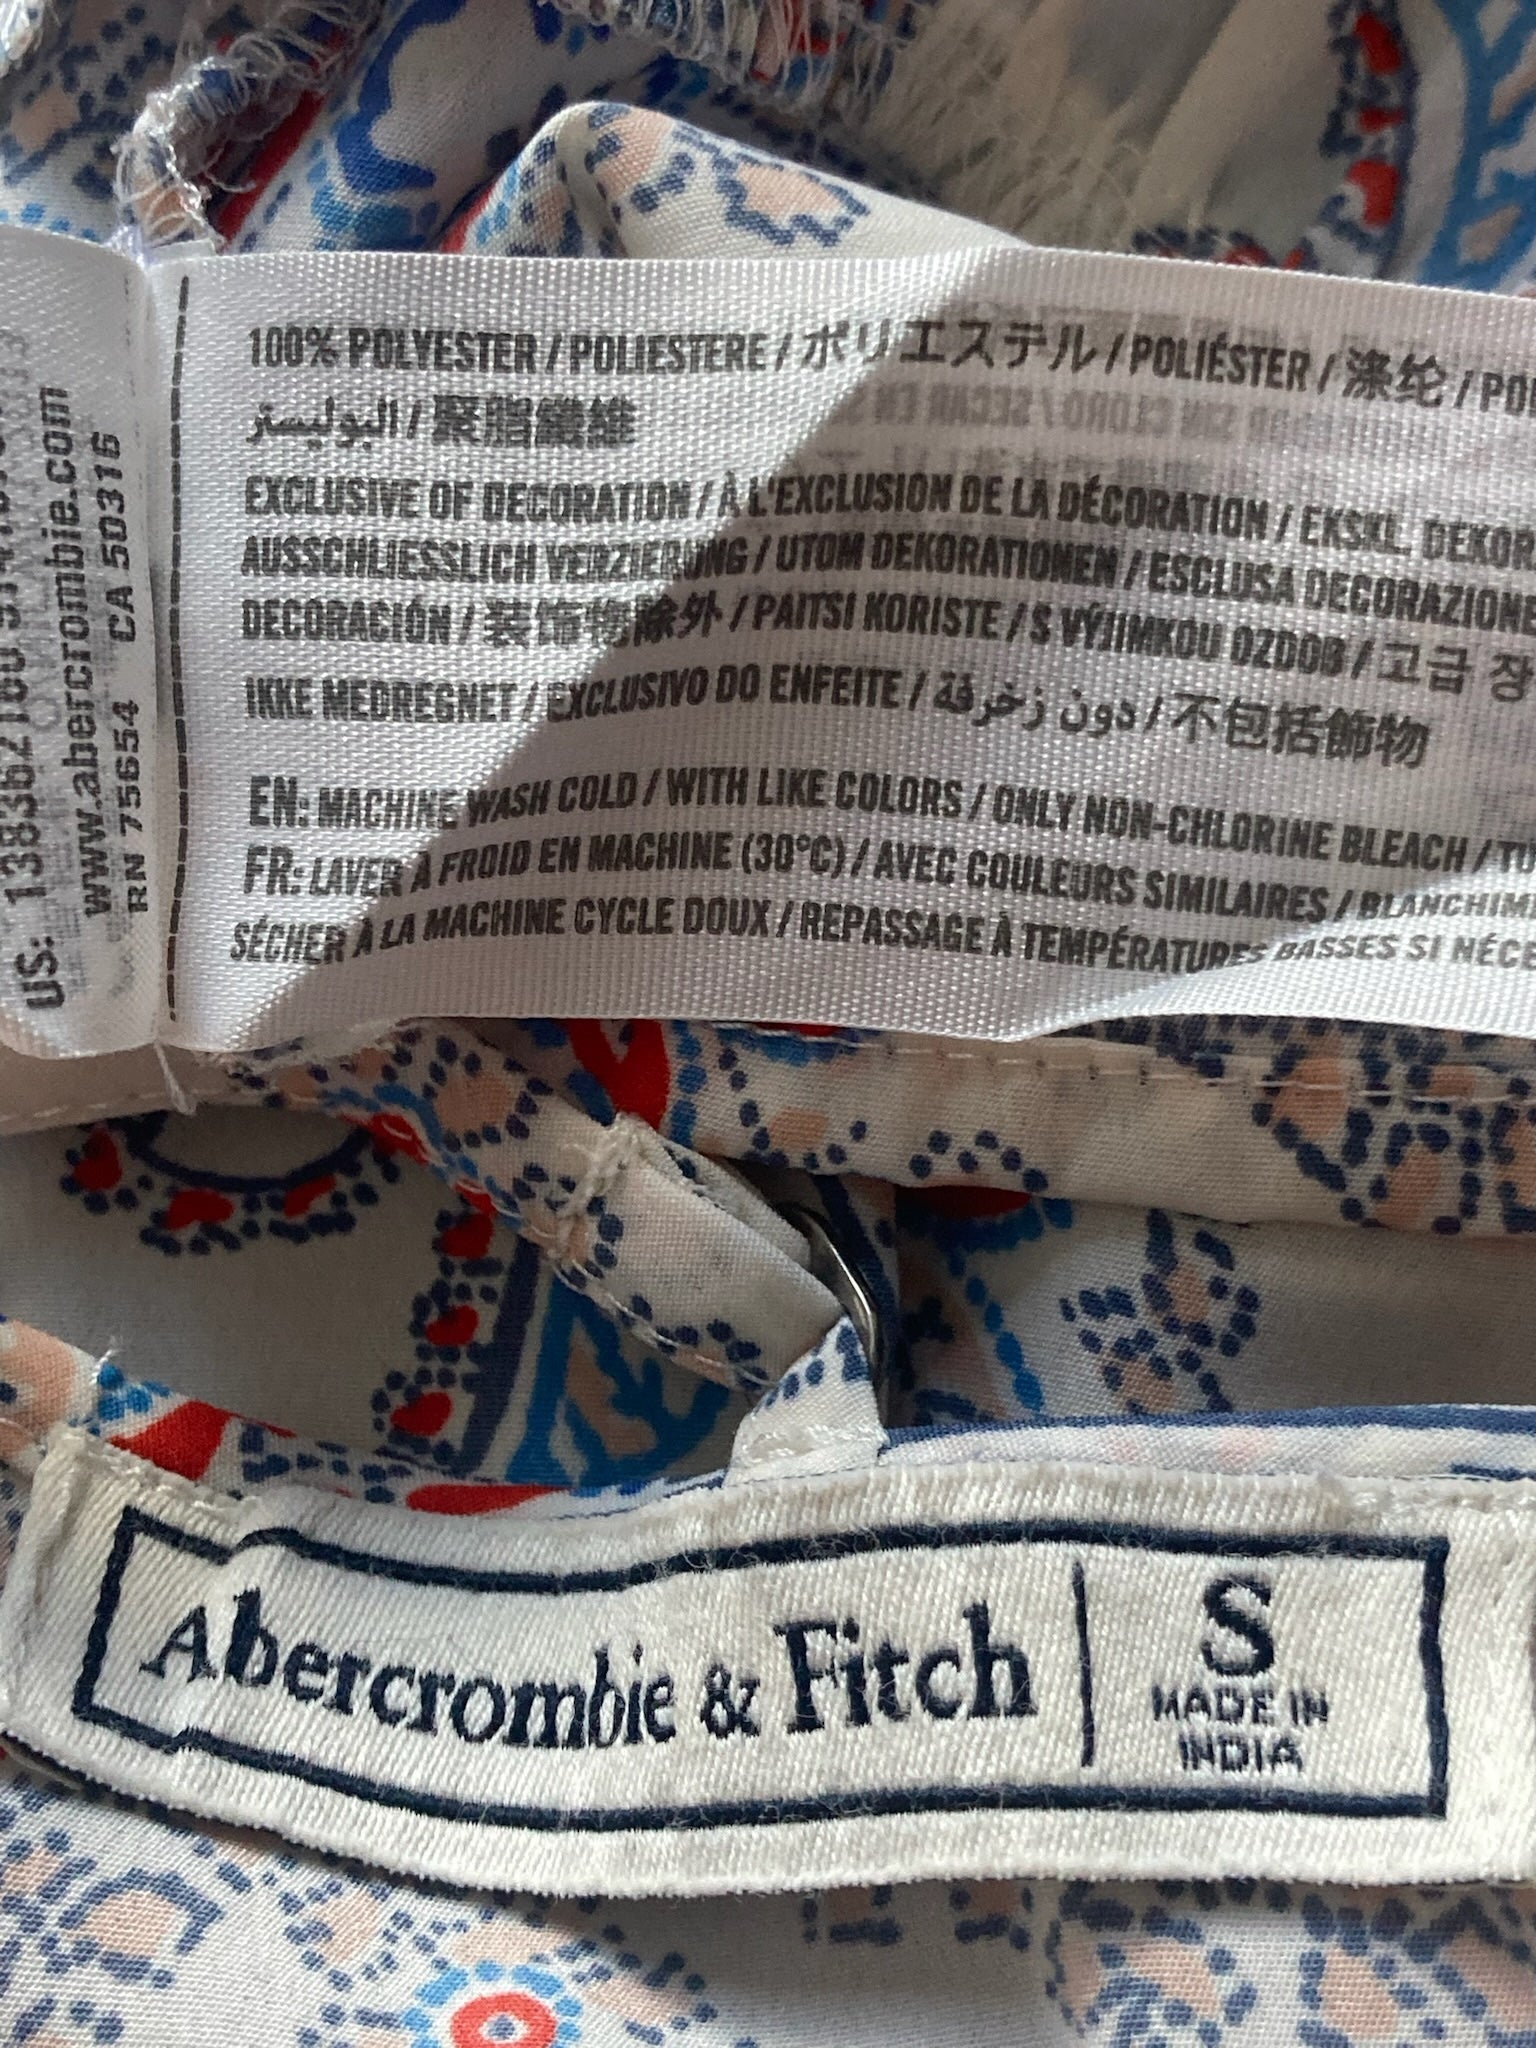 www.abercrombie.com
RN 75654 CA 50316
100% POLYESTER / POLIESTERE / ポリエステル / POLIÉSTER / 涤纶 /
البوليستر / 聚脂纖維
EXCLUSIVE OF DECORATION / À L'EXCLUSION DE LA DÉCORATION / EKSKL.
AUSSCHLIESSLICH VERZIERUNG / UTOM DEKORATIONEN / ESCLUSA DECORAZIONE
DECORACIÓN / 装饰物除外 / PAITSI KORISTE / S VÝJIMKOU OZDOB / 고급 장
IKKE MEDREGNET / EXCLUSIVO DO ENFEITE / دون زخرفة / 不包括飾物
EN: MACHINE WASH COLD / WITH LIKE COLORS / ONLY NON-CHLORINE BLEACH /
FR: LAVER À FROID EN MACHINE (30°C) / AVEC COULEURS SIMILAIRES /
SÉCHER À LA MACHINE CYCLE DOUX / REPASSAGE À TEMPÉRATURES BASSES SI
Abercrombie & Fitch
S
MADE IN
INDIA